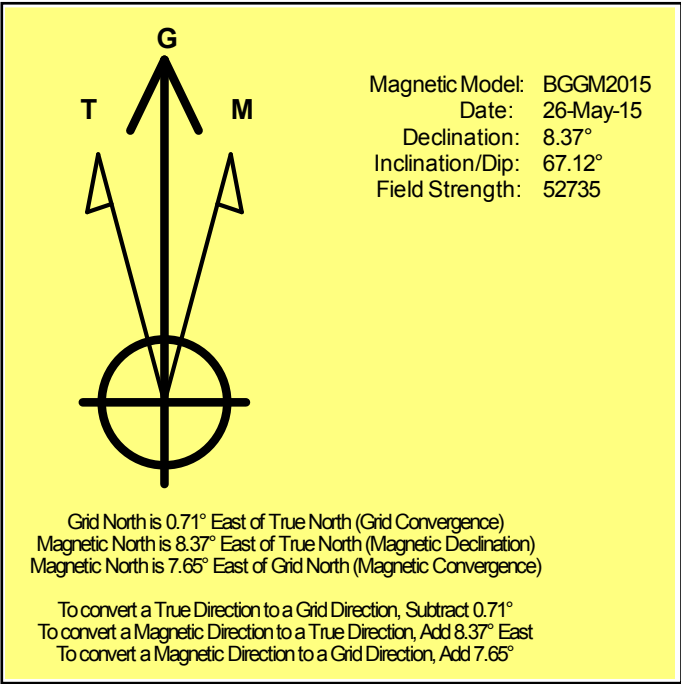 G
T
M
Magnetic Model: BGGM2015
Date: 26-May-15
Declination: 8.37°
Inclination/Dip: 67.12°
Field Strength: 52735
Grid North is 0.71° East of True North (Grid Convergence)
Magnetic North is 8.37° East of True North (Magnetic Declination)
Magnetic North is 7.65° East of Grid North (Magnetic Convergence)
To convert a True Direction to a Grid Direction, Subtract 0.71°
To convert a Magnetic Direction to a True Direction, Add 8.37° East
To convert a Magnetic Direction to a Grid Direction, Add 7.65°